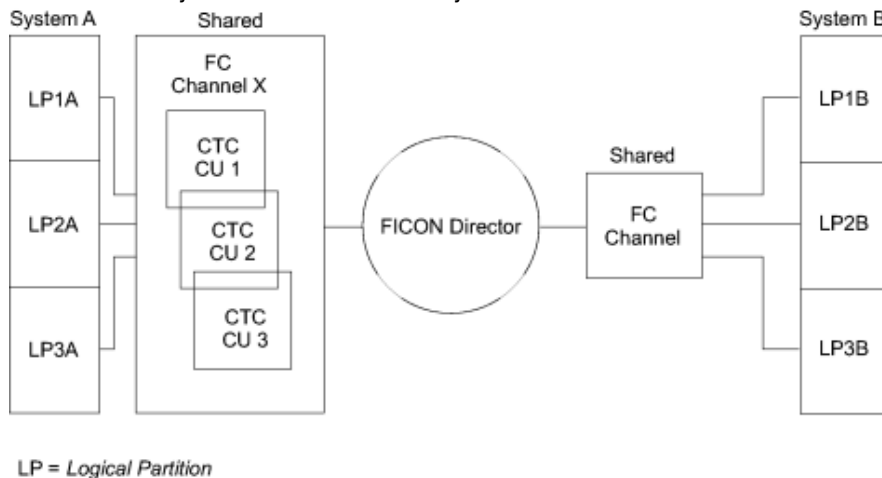 System A
Shared
System B
LP1A
LP2A
LP3A
FC
Channel X
CTC
CU 1
CTC
CU 2
CTC
CU 3
FICON Director
Shared
FC
Channel
LP1B
LP2B
LP3B
LP = Logical Partition